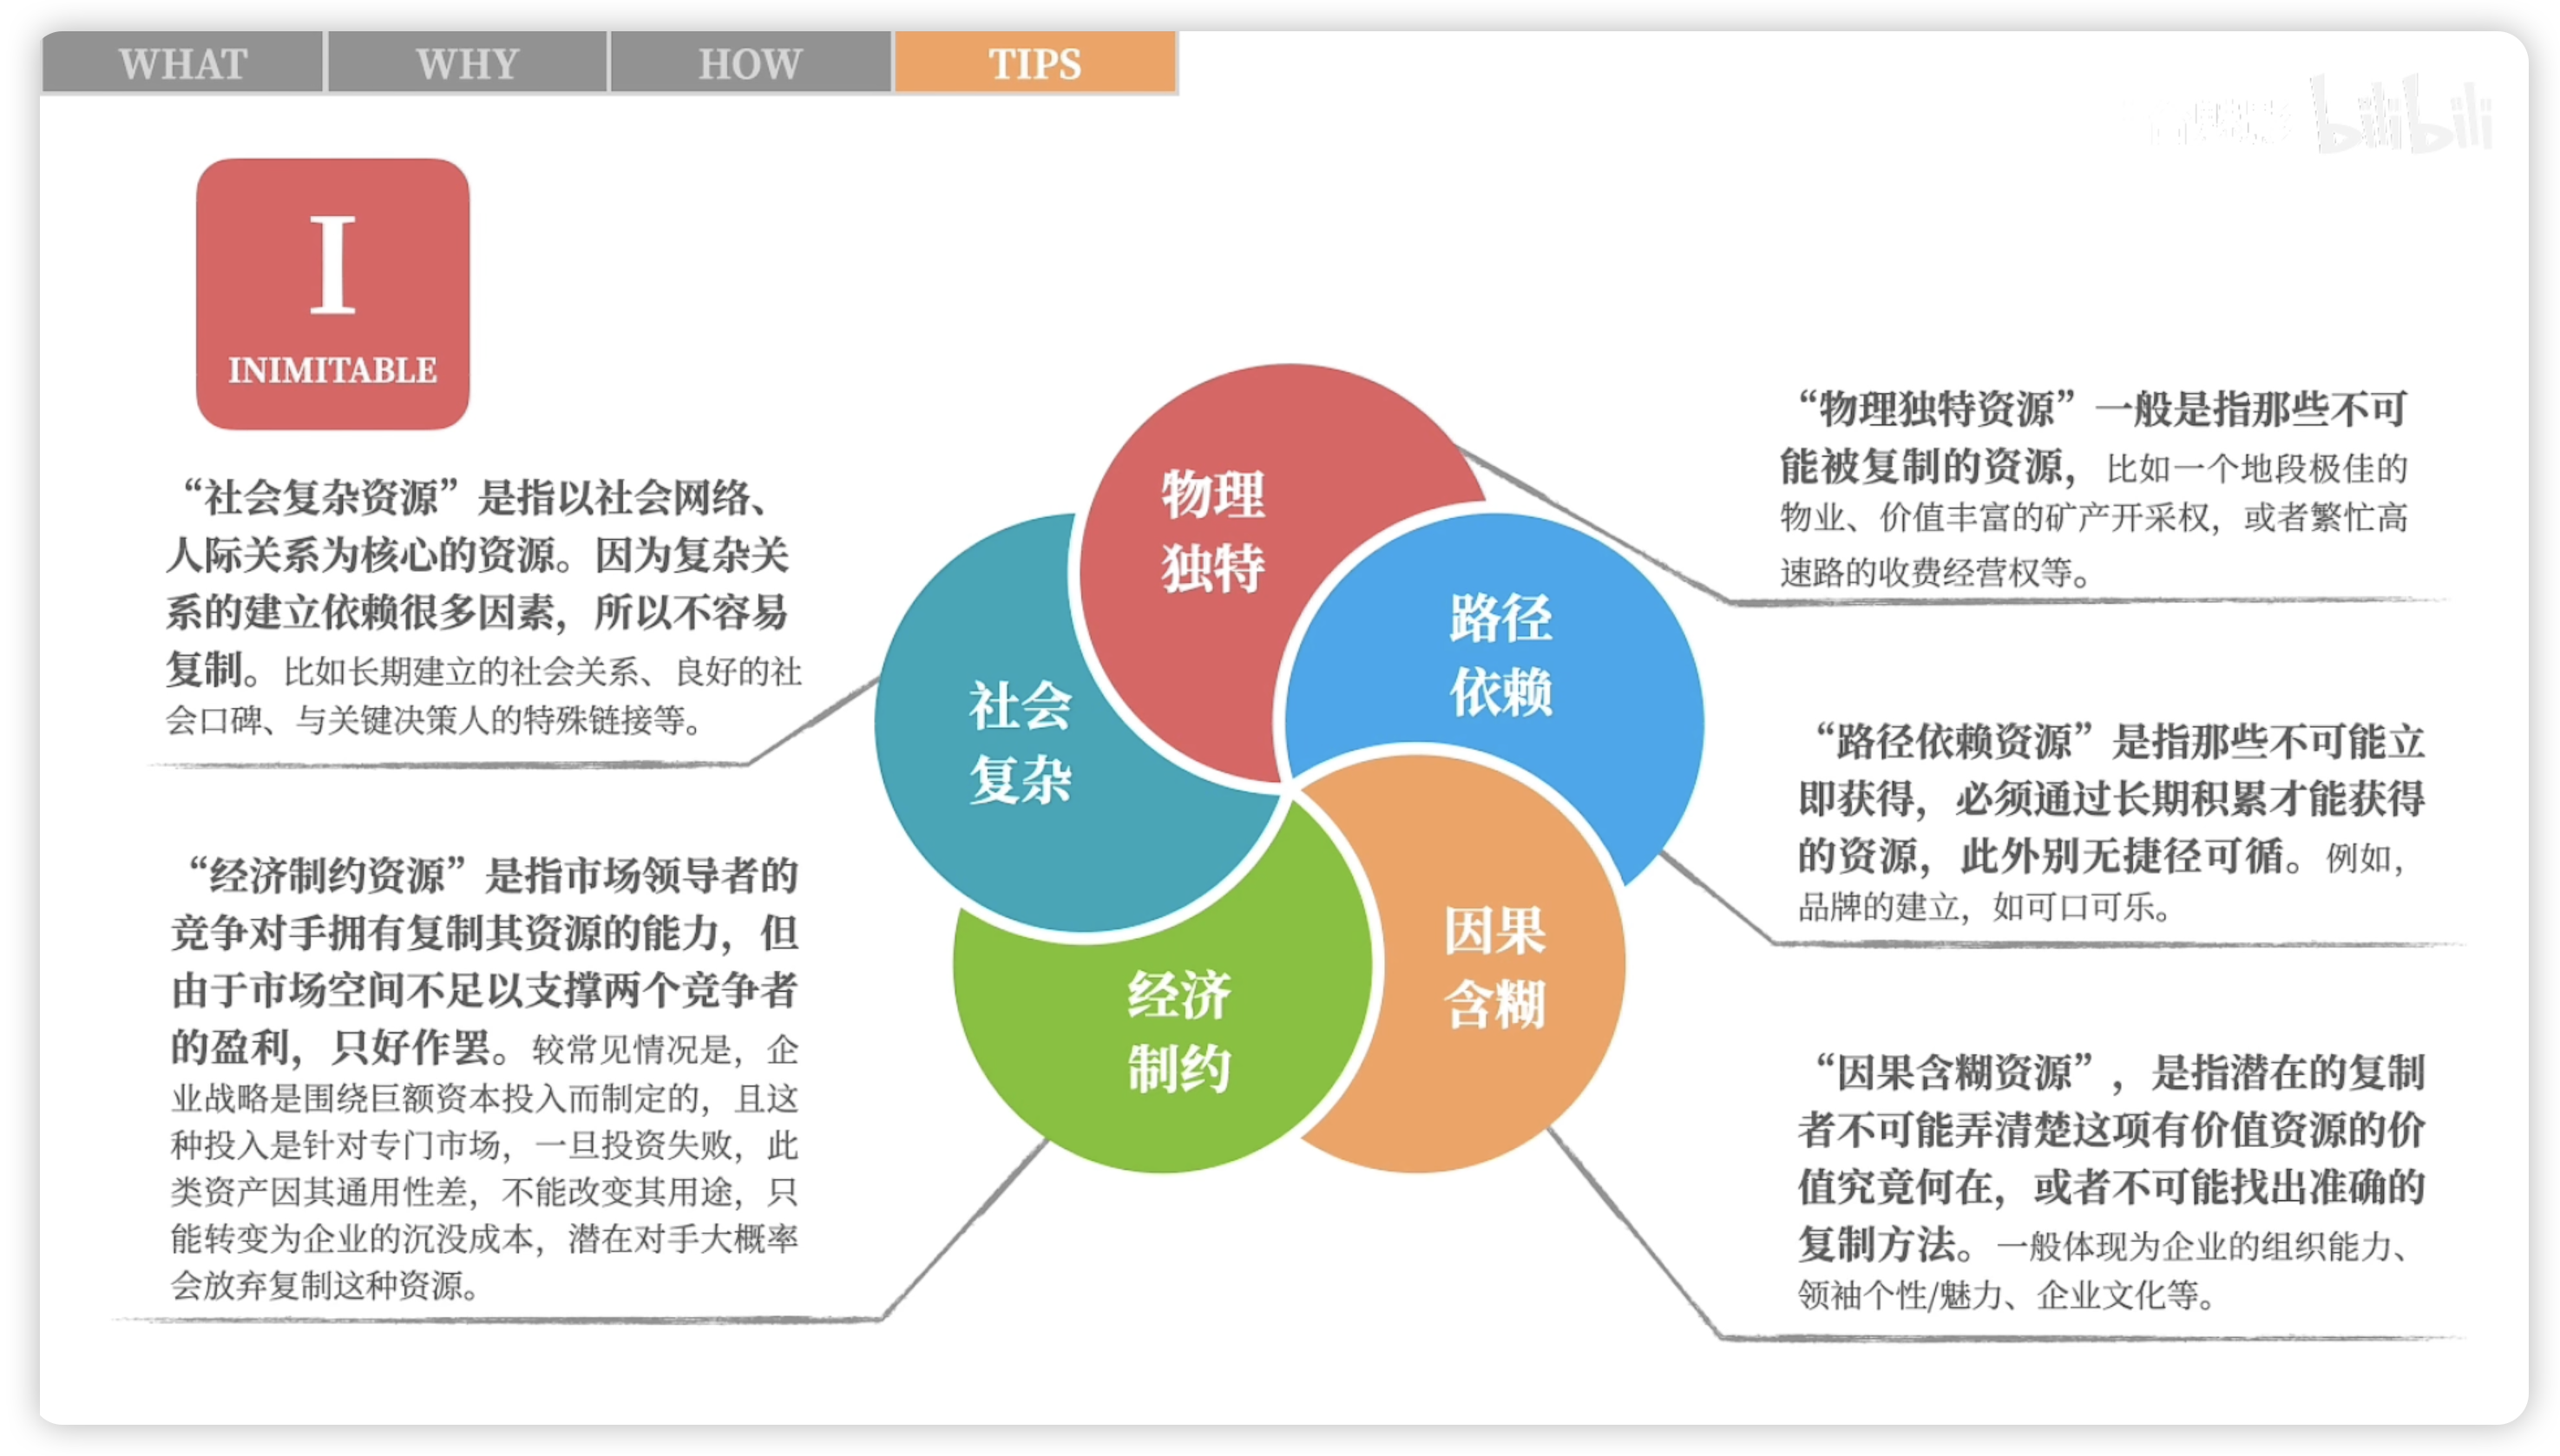 WHAT
WHY
HOW
TIPS
bilibili
I
INIMITABLE
“社会复杂资源”是指以社会网络、
人际关系为核心的资源。因为复杂关
系的建立依赖很多因素，所以不容易
复制。比如长期建立的社会关系、良好的社
会口碑、与关键决策人的特殊链接等。
“经济制约资源”是指市场领导者的
竞争对手拥有复制其资源的能力，但
由于市场空间不足以支撑两个竞争者
的盈利，只好作罢。较常见情况是，企
业战略是围绕巨额资本投入而制定的，且这
种投入是针对专门市场，一旦投资失败，此
类资产因其通用性差，不能改变其用途，只
能转变为企业的沉没成本，潜在对手大概率
会放弃复制这种资源。
物理
独特
路径
依赖
社会
复杂
因果
含糊
经济
制约
“物理独特资源”一般是指那些不可
能被复制的资源，比如一个地段极佳的
物业、价值丰富的矿产开采权，或者繁忙高
速路的收费经营权等。
“路径依赖资源”是指那些不可能立
即获得，必须通过长期积累才能获得
的资源，此外别无捷径可循。例如，
品牌的建立，如可口可乐。
“因果含糊资源”，是指潜在的复制
者不可能弄清楚这项有价值资源的价
值究竟何在，或者不可能找出准确的
复制方法。一般体现为企业的组织能力、
领袖个性/魅力、企业文化等。